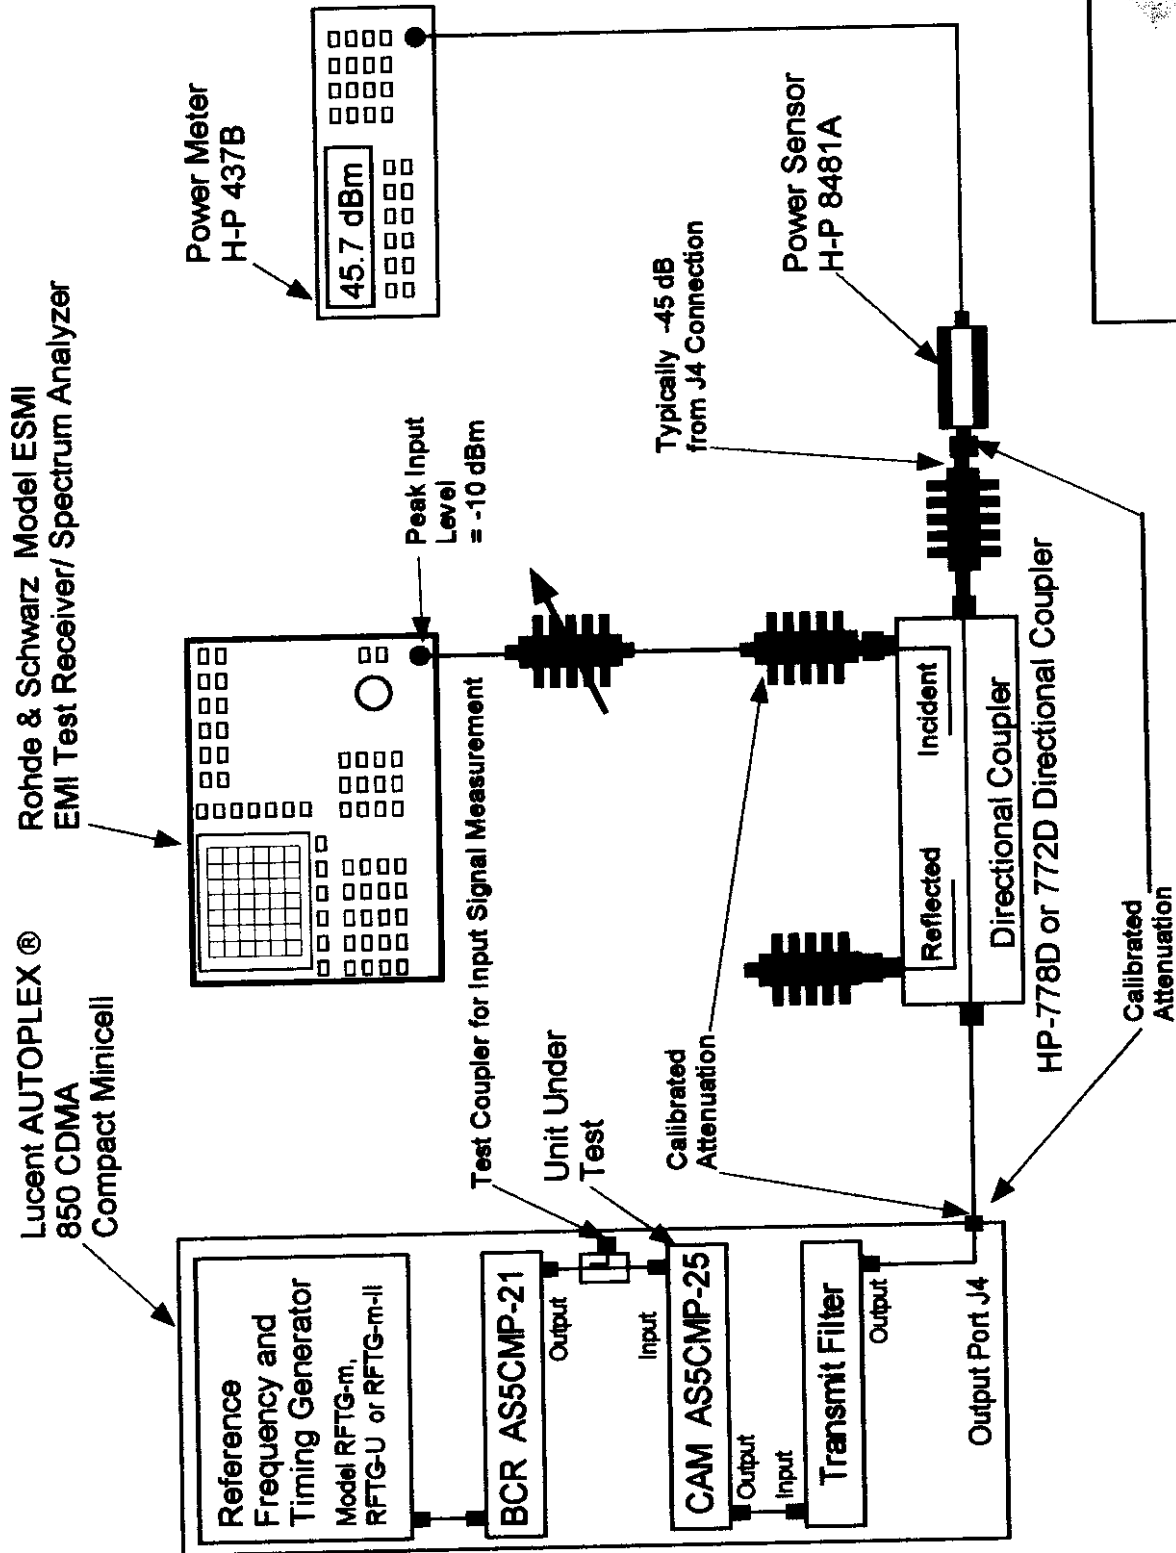 Lucent AUTOPLEX ®
850 CDMA
Compact Minicell
Rohde & Schwarz Model ESMI
EMI Test Receiver/ Spectrum Analyzer
Power Meter
H-P 437B
45.7 dBm
Reference
Frequency and
Timing Generator
Model RFTG-m,
RFTG-U or RFTG-m-II
BCR AS5CMP-21
Output
Test Coupler for Input Signal Measurement
Input
Unit Under
Test
CAM AS5CMP-25
Output
Input
Transmit Filter
Output
Output Port J4
Calibrated
Attenuation
Peak Input
Level
= -10 dBm
Reflected
Incident
Directional Coupler
HP-778D or 772D Directional Coupler
Typically -45 dB
from J4 Connection
Power Sensor
H-P 8481A
Calibrated
Attenuation